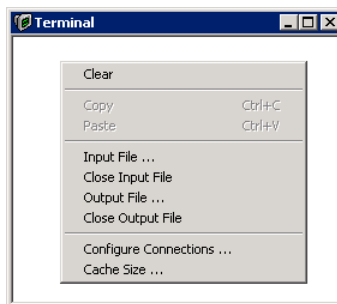 Terminal
Clear
Copy Ctrl+C
Paste Ctrl+V
Input File ...
Close Input File
Output File ...
Close Output File
Configure Connections ...
Cache Size ...